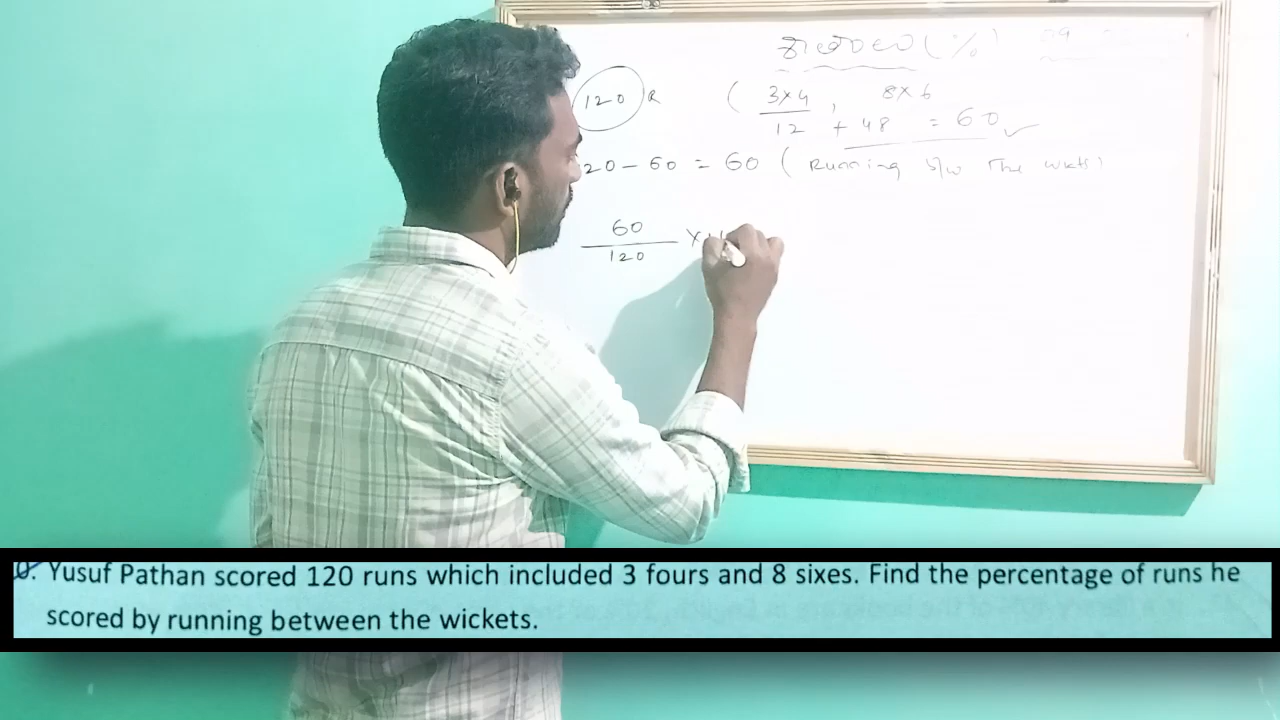 (%)
120 R ( 3×4 , 8×6
12 + 48 = 60 ✓
20 - 60 = 60 ( Running b/w The wkts)
60
120 ×
0. Yusuf Pathan scored 120 runs which included 3 fours and 8 sixes. Find the percentage of runs he
scored by running between the wickets.